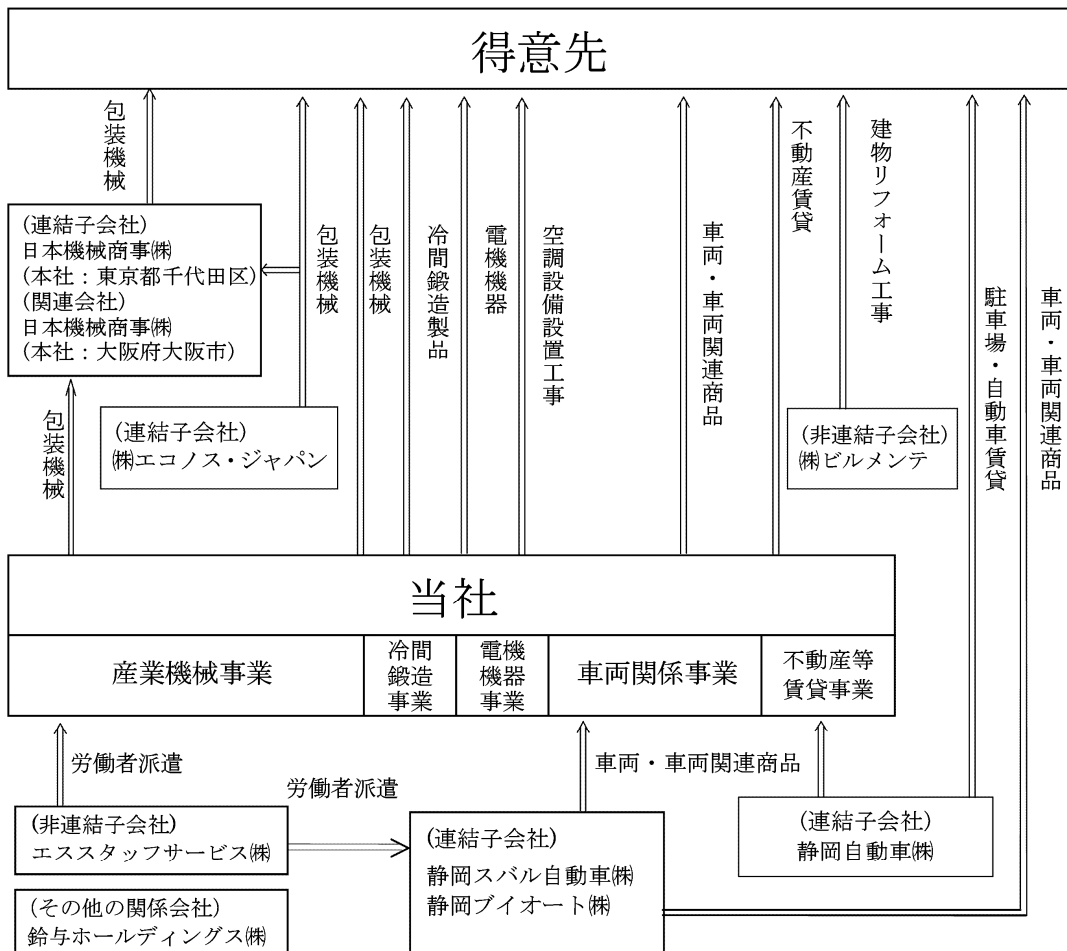 得意先
包装機械
不動産賃貸
建物リフォーム工事
(連結子会社)
日本機械商事㈱
(本社：東京都千代田区)
(関連会社)
日本機械商事㈱
(本社：大阪府大阪市)
包装機械
包装機械
冷間鍛造製品
電機機器
空調設備設置工事
車両・車両関連商品
駐車場・自動車賃貸
車両・車両関連商品
包装機械
(連結子会社)
㈱エコノス・ジャパン
(非連結子会社)
㈱ビルメンテ
当社
産業機械事業
冷間
鍛造
事業
電機
機器
事業
車両関係事業
不動産等
賃貸事業
労働者派遣
労働者派遣
車両・車両関連商品
(非連結子会社)
エススタッフサービス㈱
(連結子会社)
静岡スバル自動車㈱
静岡ブイオート㈱
(連結子会社)
静岡自動車㈱
(その他の関係会社)
鈴与ホールディングス㈱